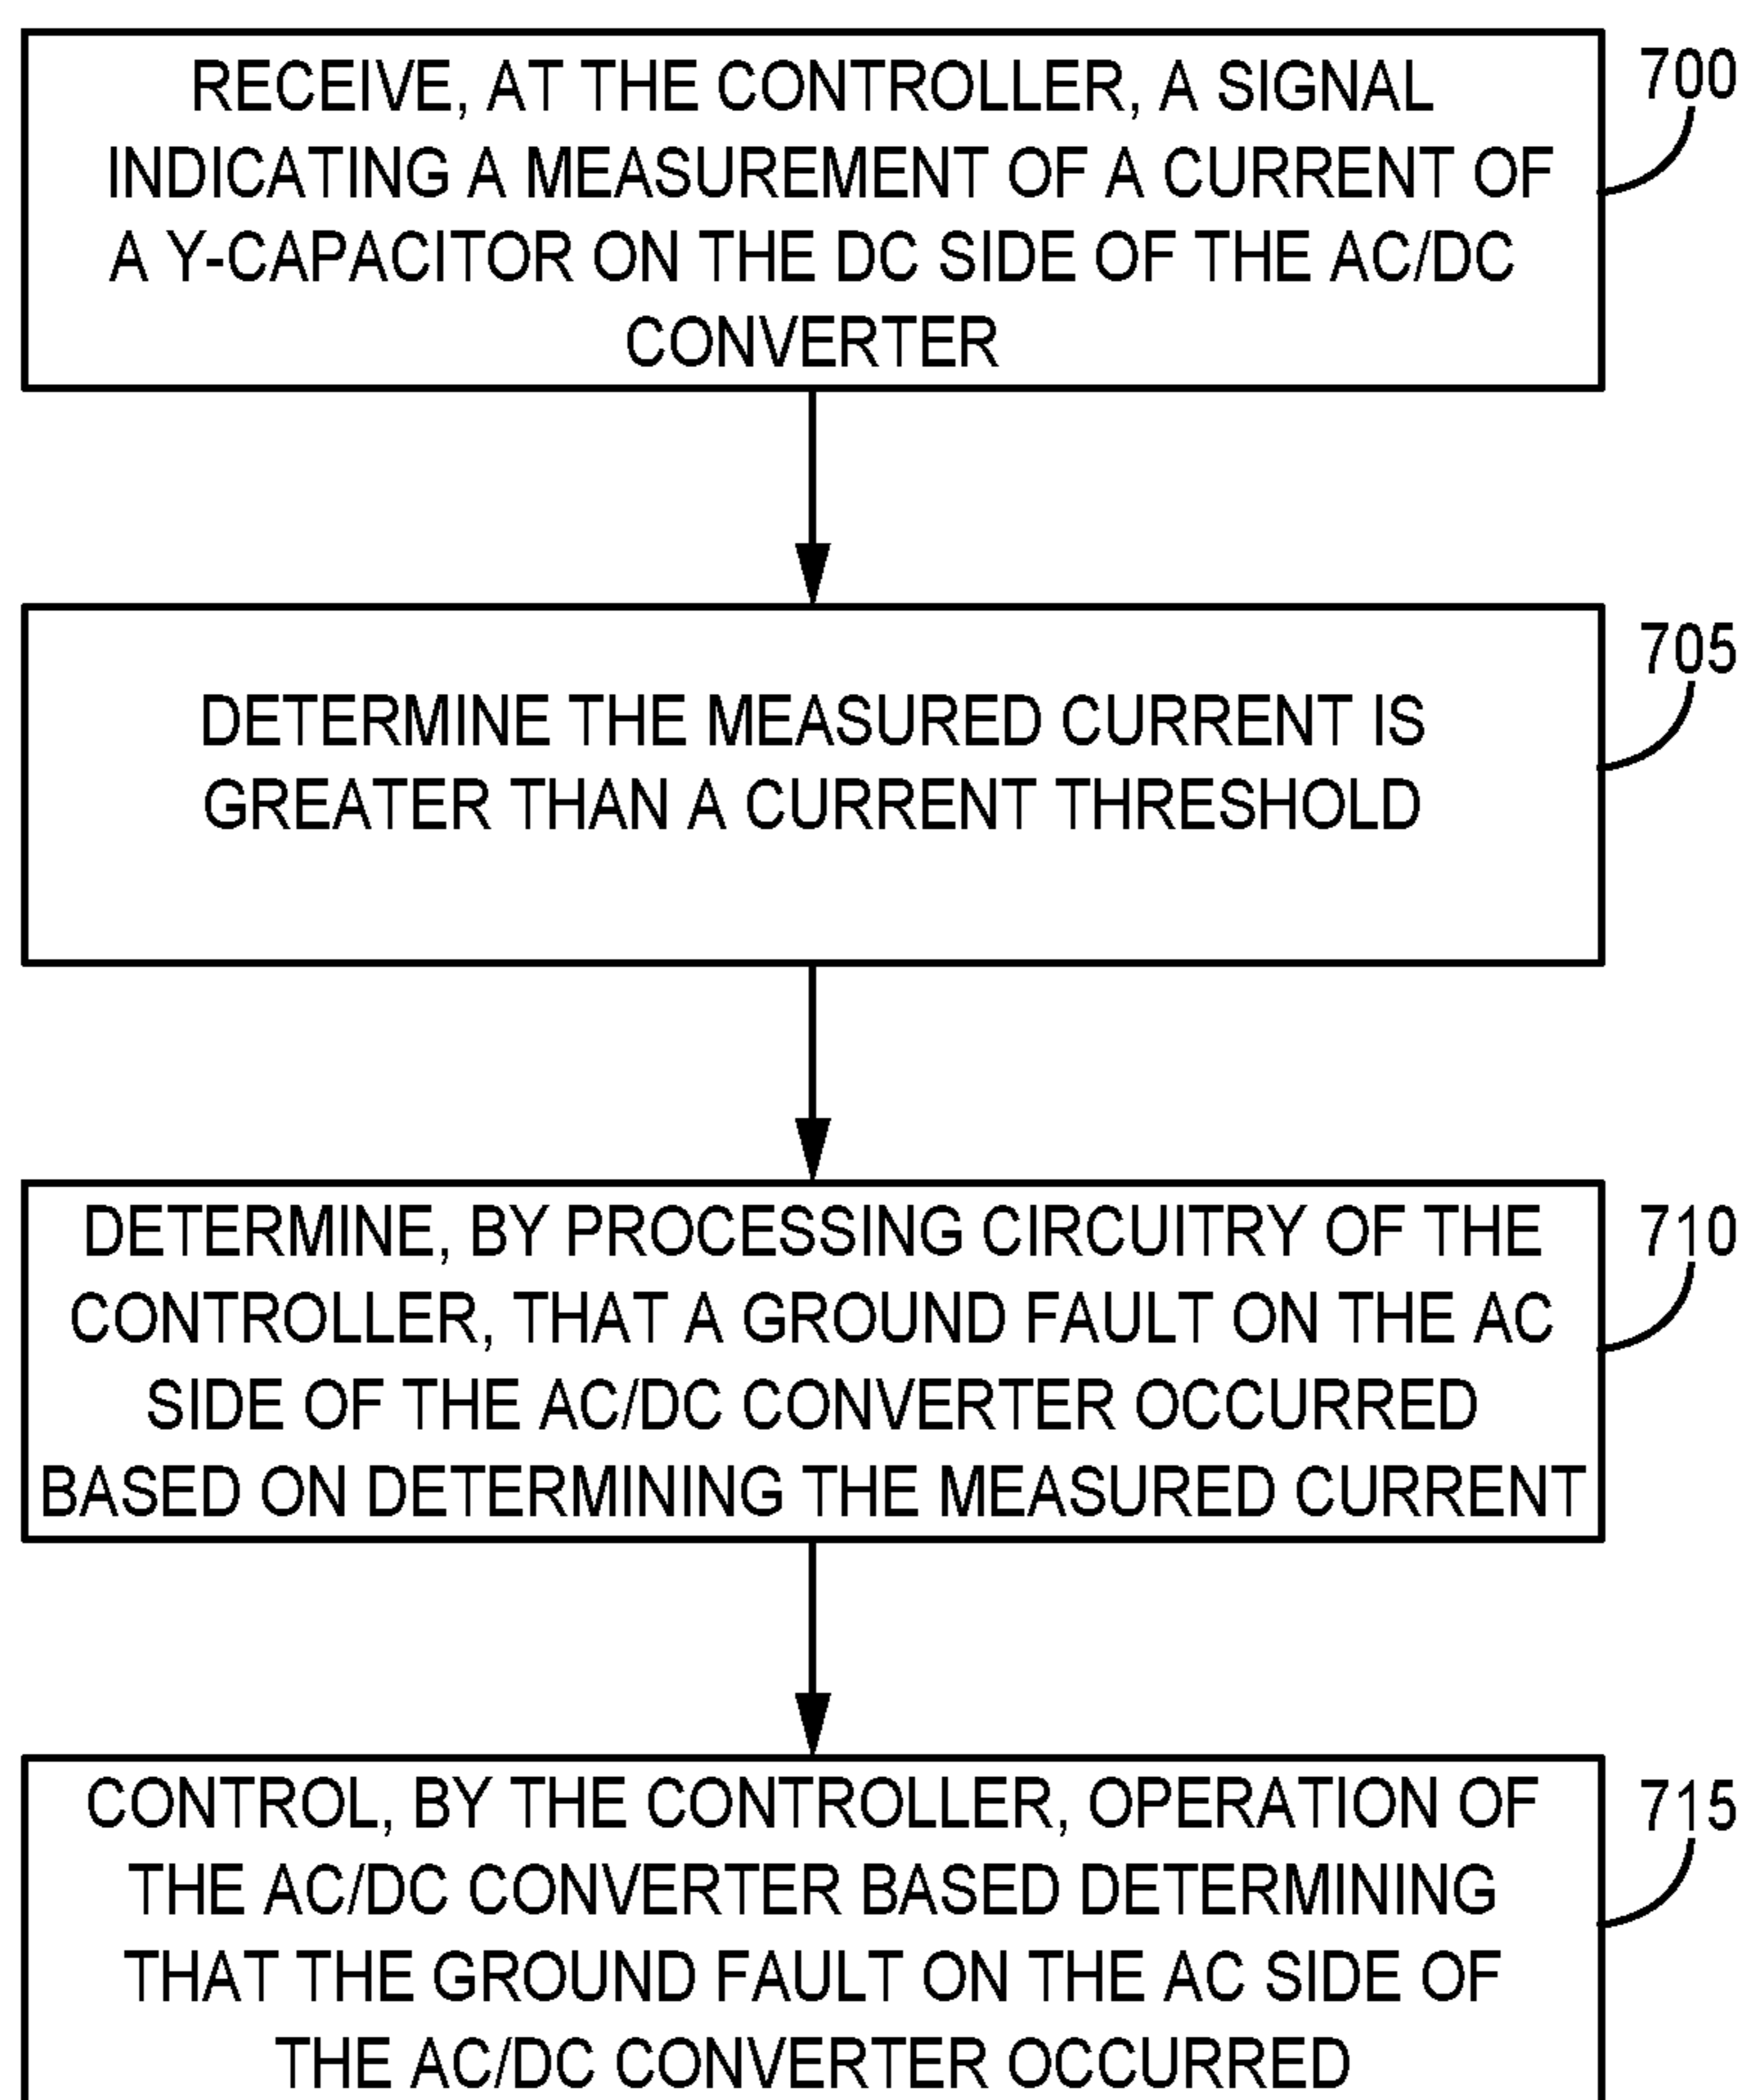 RECEIVE, AT THE CONTROLLER, A SIGNAL
INDICATING A MEASUREMENT OF A CURRENT OF
A Y-CAPACITOR ON THE DC SIDE OF THE AC/DC
CONVERTER
700
DETERMINE THE MEASURED CURRENT IS
GREATER THAN A CURRENT THRESHOLD
705
DETERMINE, BY PROCESSING CIRCUITRY OF THE
CONTROLLER, THAT A GROUND FAULT ON THE AC
SIDE OF THE AC/DC CONVERTER OCCURRED
BASED ON DETERMINING THE MEASURED CURRENT
710
CONTROL, BY THE CONTROLLER, OPERATION OF
THE AC/DC CONVERTER BASED DETERMINING
THAT THE GROUND FAULT ON THE AC SIDE OF
THE AC/DC CONVERTER OCCURRED
715